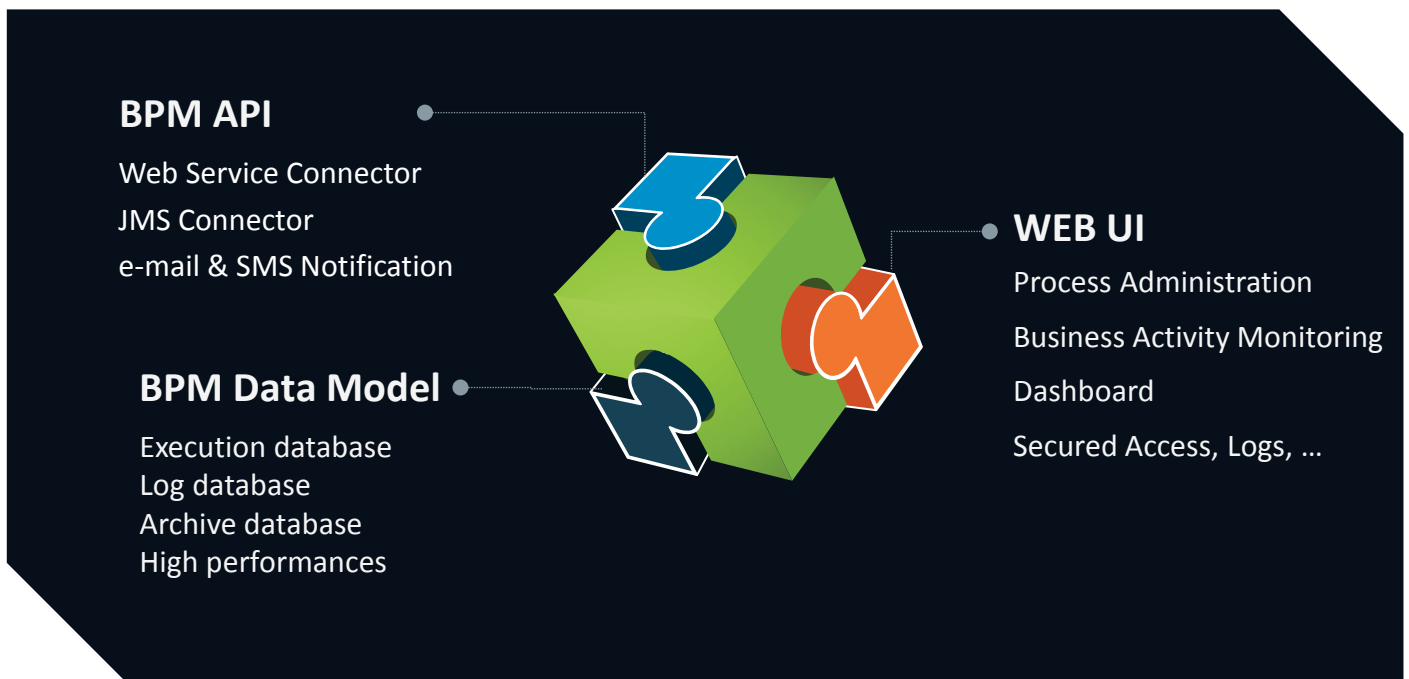 BPM API
Web Service Connector
JMS Connector
e-mail & SMS Notification
BPM Data Model
Execution database
Log database
Archive database
High performances
WEB UI
Process Administration
Business Activity Monitoring
Dashboard
Secured Access, Logs, ...